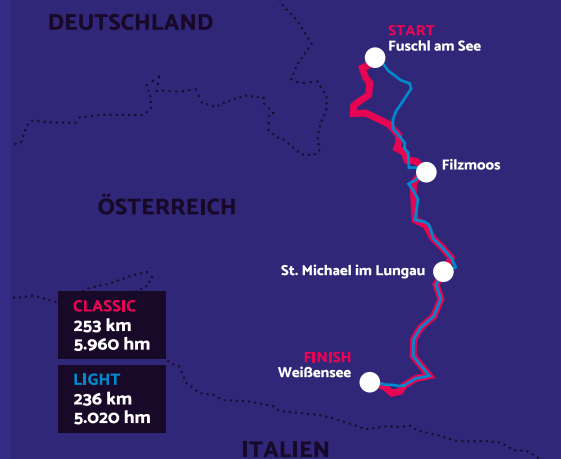 DEUTSCHLAND
START
Fuschl am See
Filzmoos
ÖSTERREICH
St. Michael im Lungau
CLASSIC
253 km
5.960 hm
LIGHT
236 km
5.020 hm
FINISH
Weißensee
ITALIEN